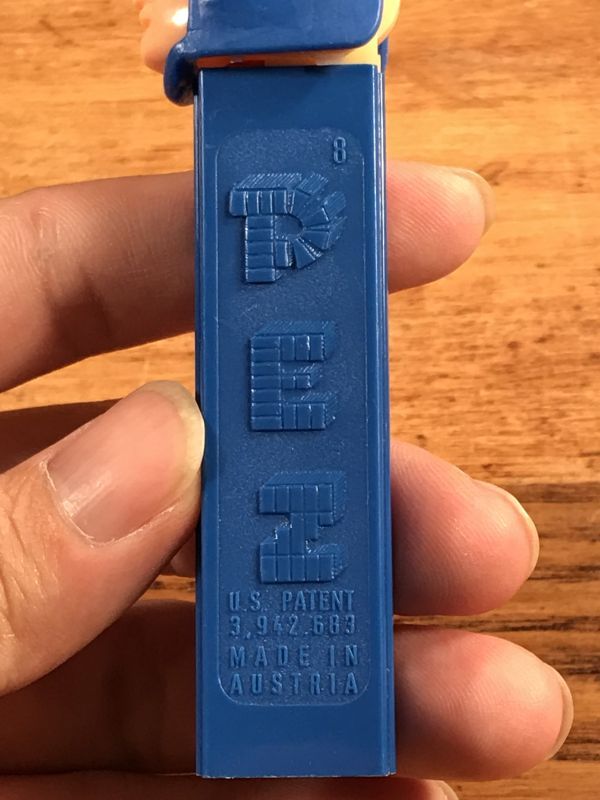 8
PEZ
U.S. PATENT
3,942.683
MADE IN
AUSTRIA